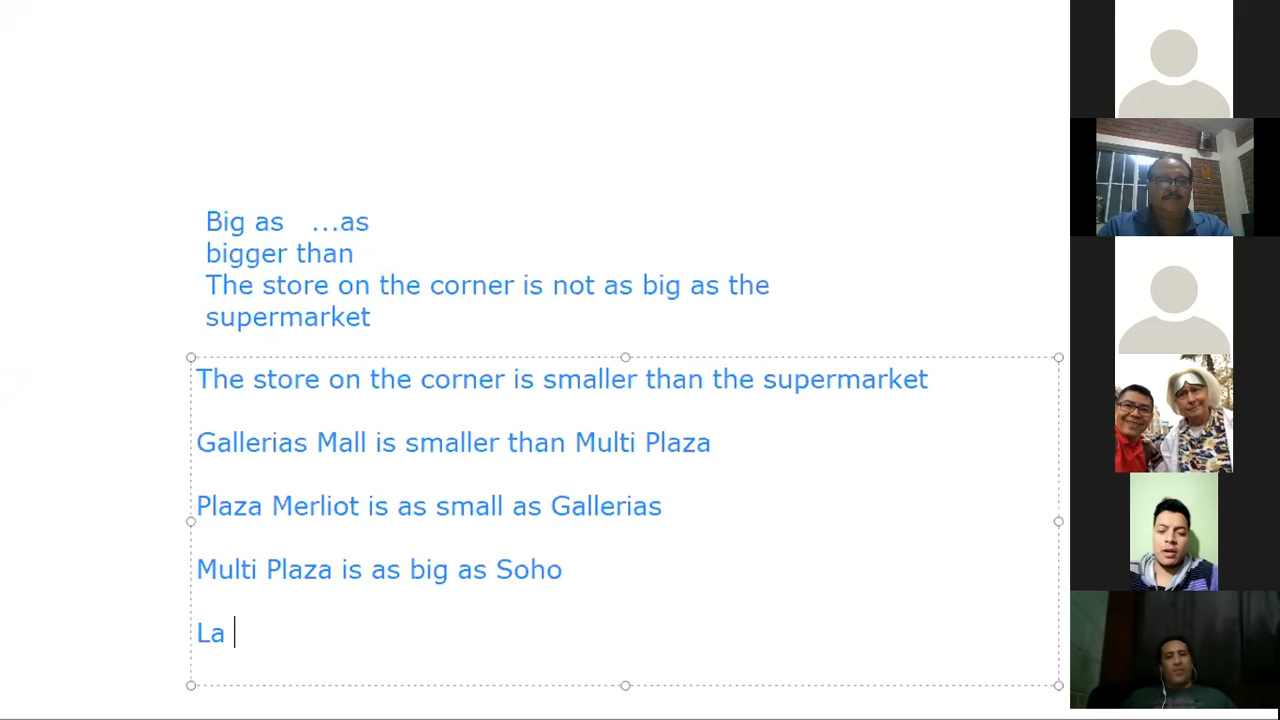 Big as …as
bigger than
The store on the corner is not as big as the
supermarket
The store on the corner is smaller than the supermarket
Gallerias Mall is smaller than Multi Plaza
Plaza Merliot is as small as Gallerias
Multi Plaza is as big as Soho
La